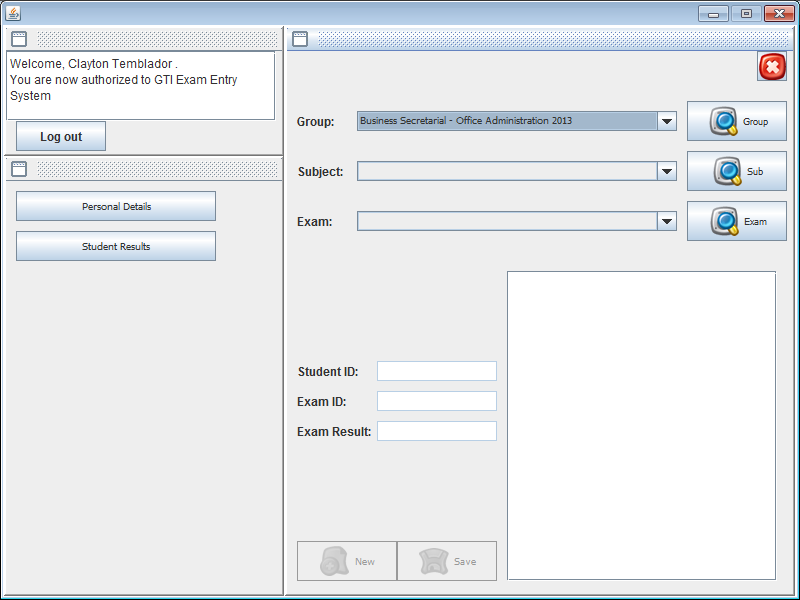 Welcome, Clayton Temblador .
You are now authorized to GTI Exam Entry
System
Log out
Personal Details
Student Results
Group:
Business Secretarial - Office Administration 2013
Group
Subject:
Sub
Exam:
Exam
Student ID:
Exam ID:
Exam Result:
New
Save